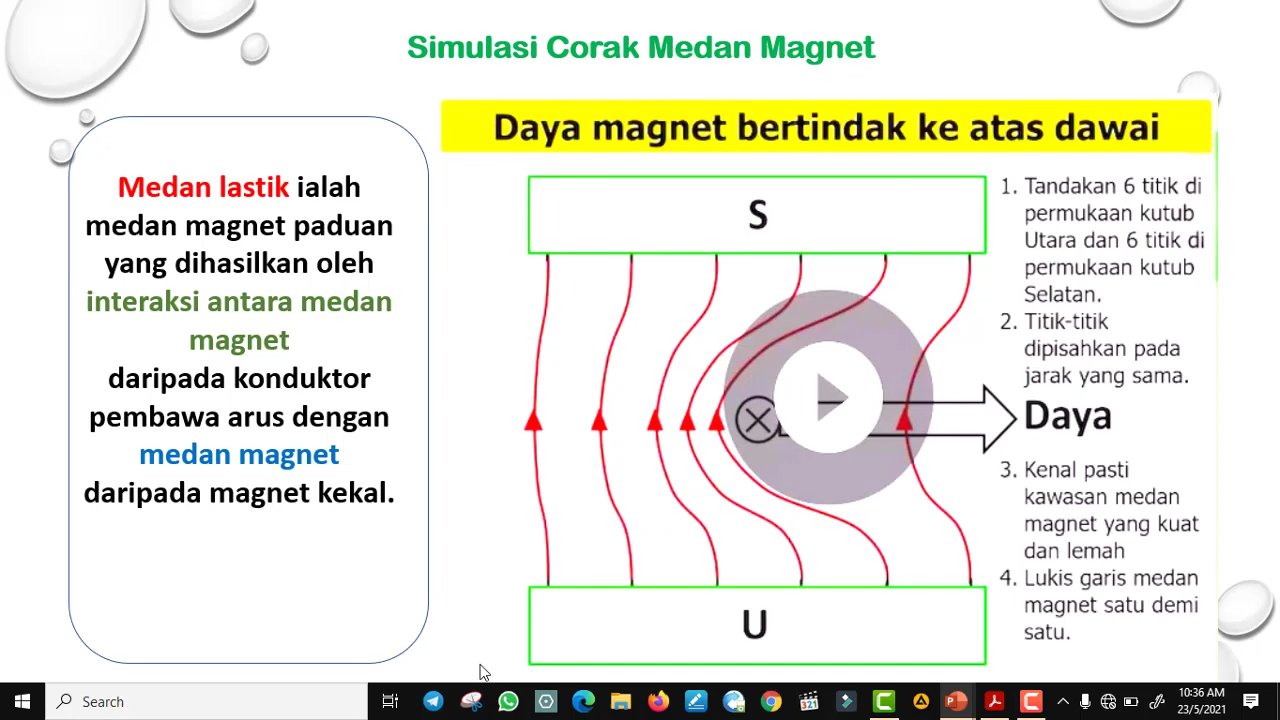 Simulasi Corak Medan Magnet
Medan lastik ialah
medan magnet paduan
yang dihasilkan oleh
interaksi antara medan
magnet
daripada konduktor
pembawa arus dengan
medan magnet
daripada magnet kekal.
Daya magnet bertindak ke atas dawai
S
U
1. Tandakan 6 titik di
permukaan kutub
Utara dan 6 titik di
permukaan kutub
Selatan.
2. Titik-titik
dipisahkan pada
jarak yang sama.
Daya
3. Kenal pasti
kawasan medan
magnet yang kuat
dan lemah
4. Lukis garis medan
magnet satu demi
satu.
Search
321
10:36 AM
23/5/2021